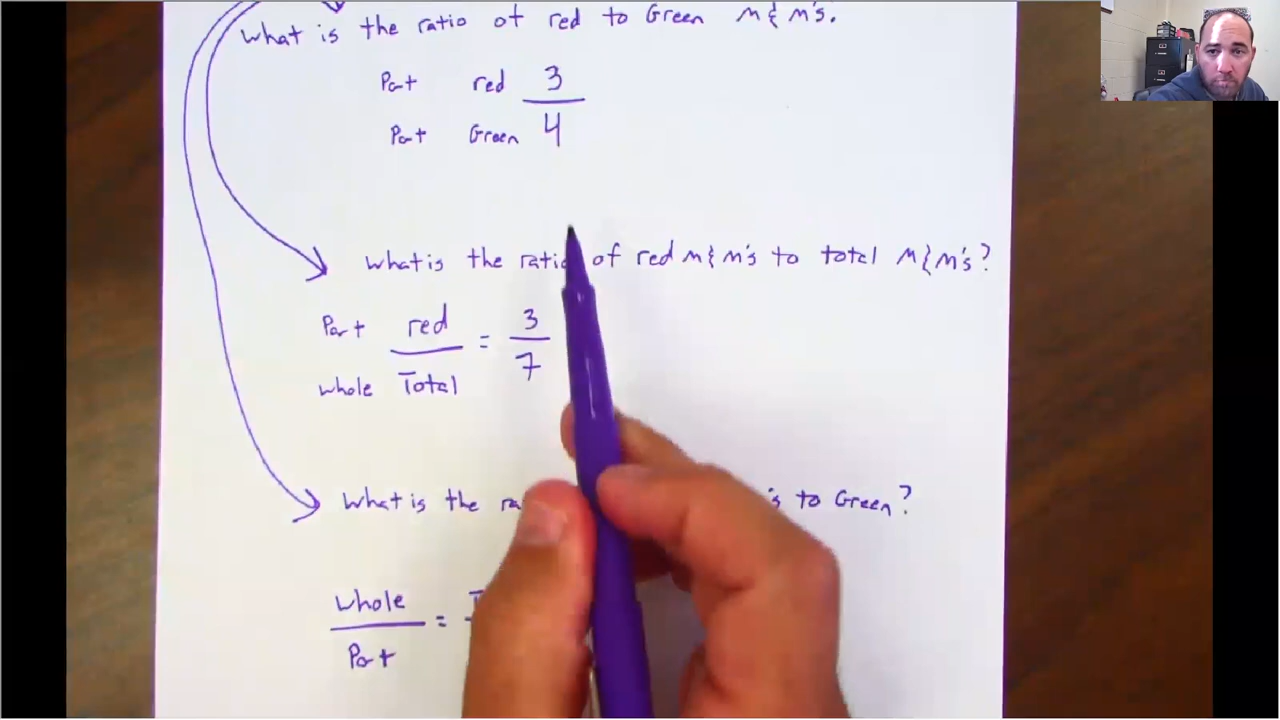 What is the ratio of red to Green M&M's.
Part red 3
Part Green 4
What is the ratio of red M&M's to total M&M's?
Part red = 3
whole Total 7
What is the 's to Green?
whole =
Part